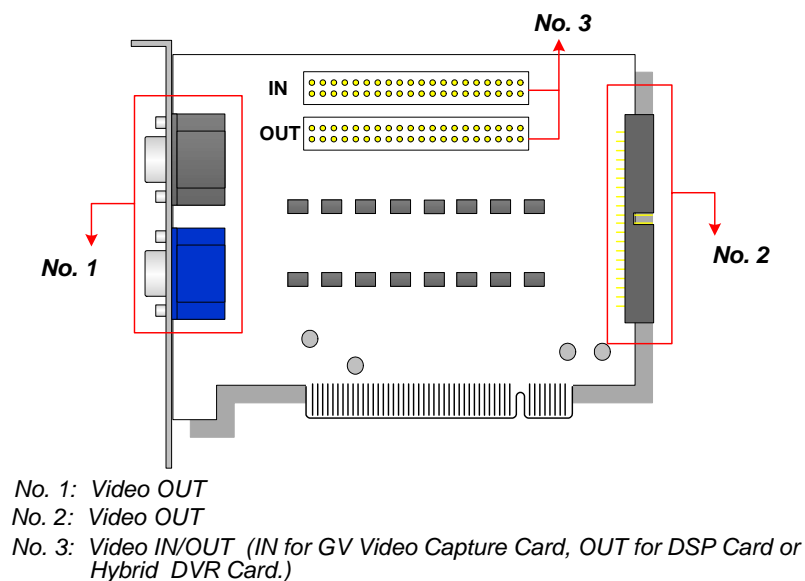 No. 3
IN
OUT
No. 1
No. 2
No. 1: Video OUT
No. 2: Video OUT
No. 3: Video IN/OUT (IN for GV Video Capture Card, OUT for DSP Card or
Hybrid DVR Card.)